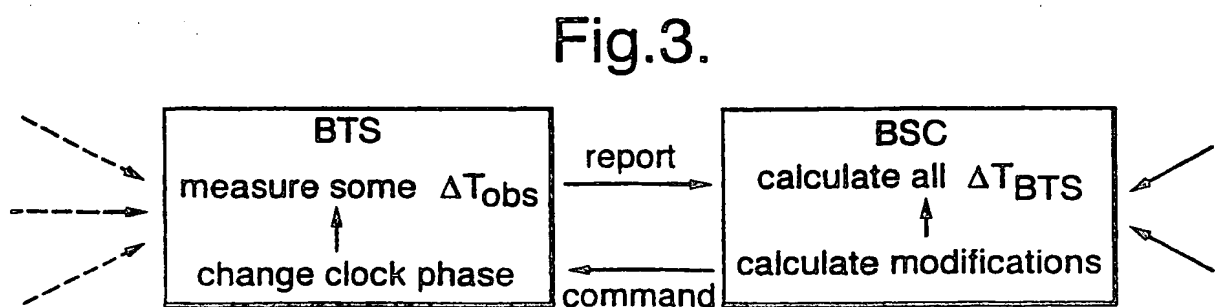 Fig.3.
BTS
measure some ΔTobs
change clock phase
report
command
BSC
calculate all ΔTBTS
calculate modifications